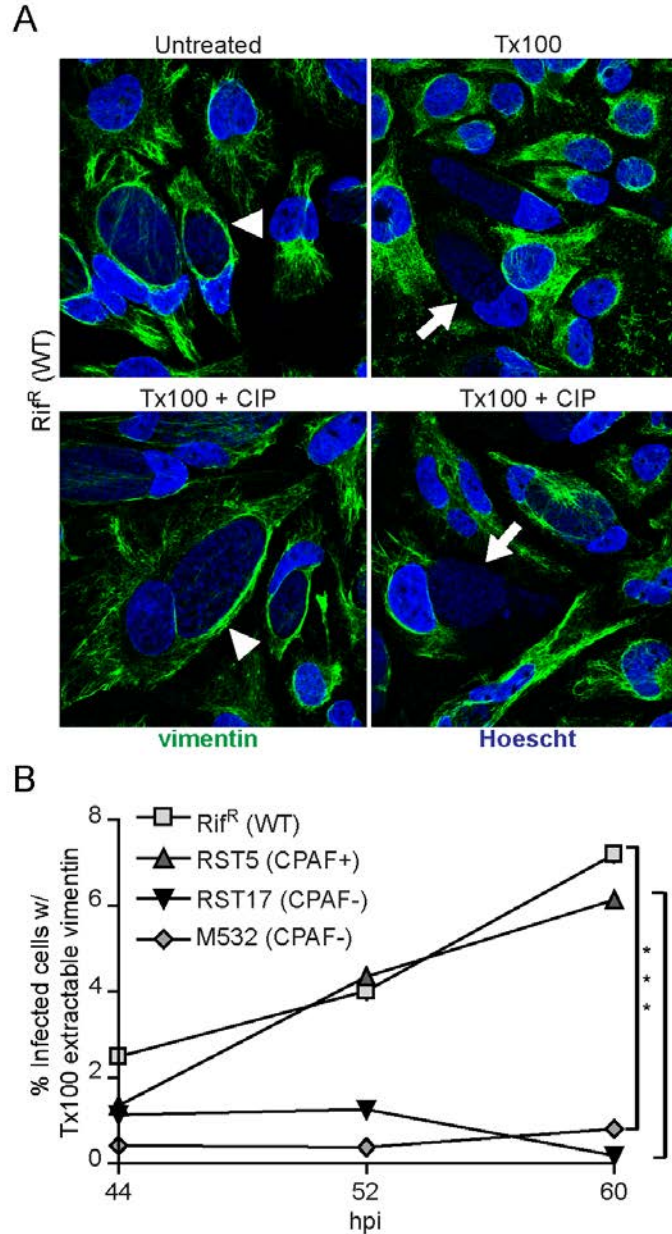 A
Untreated
Tx100
Rifᴿ (WT)
Tx100 + CIP
Tx100 + CIP
vimentin
Hoescht
B
% Infected cells w/
Tx100 extractable vimentin
8
6
4
2
0
Rifᴿ (WT)
RST5 (CPAF+)
RST17 (CPAF-)
M532 (CPAF-)
* * *
44
52
60
hpi